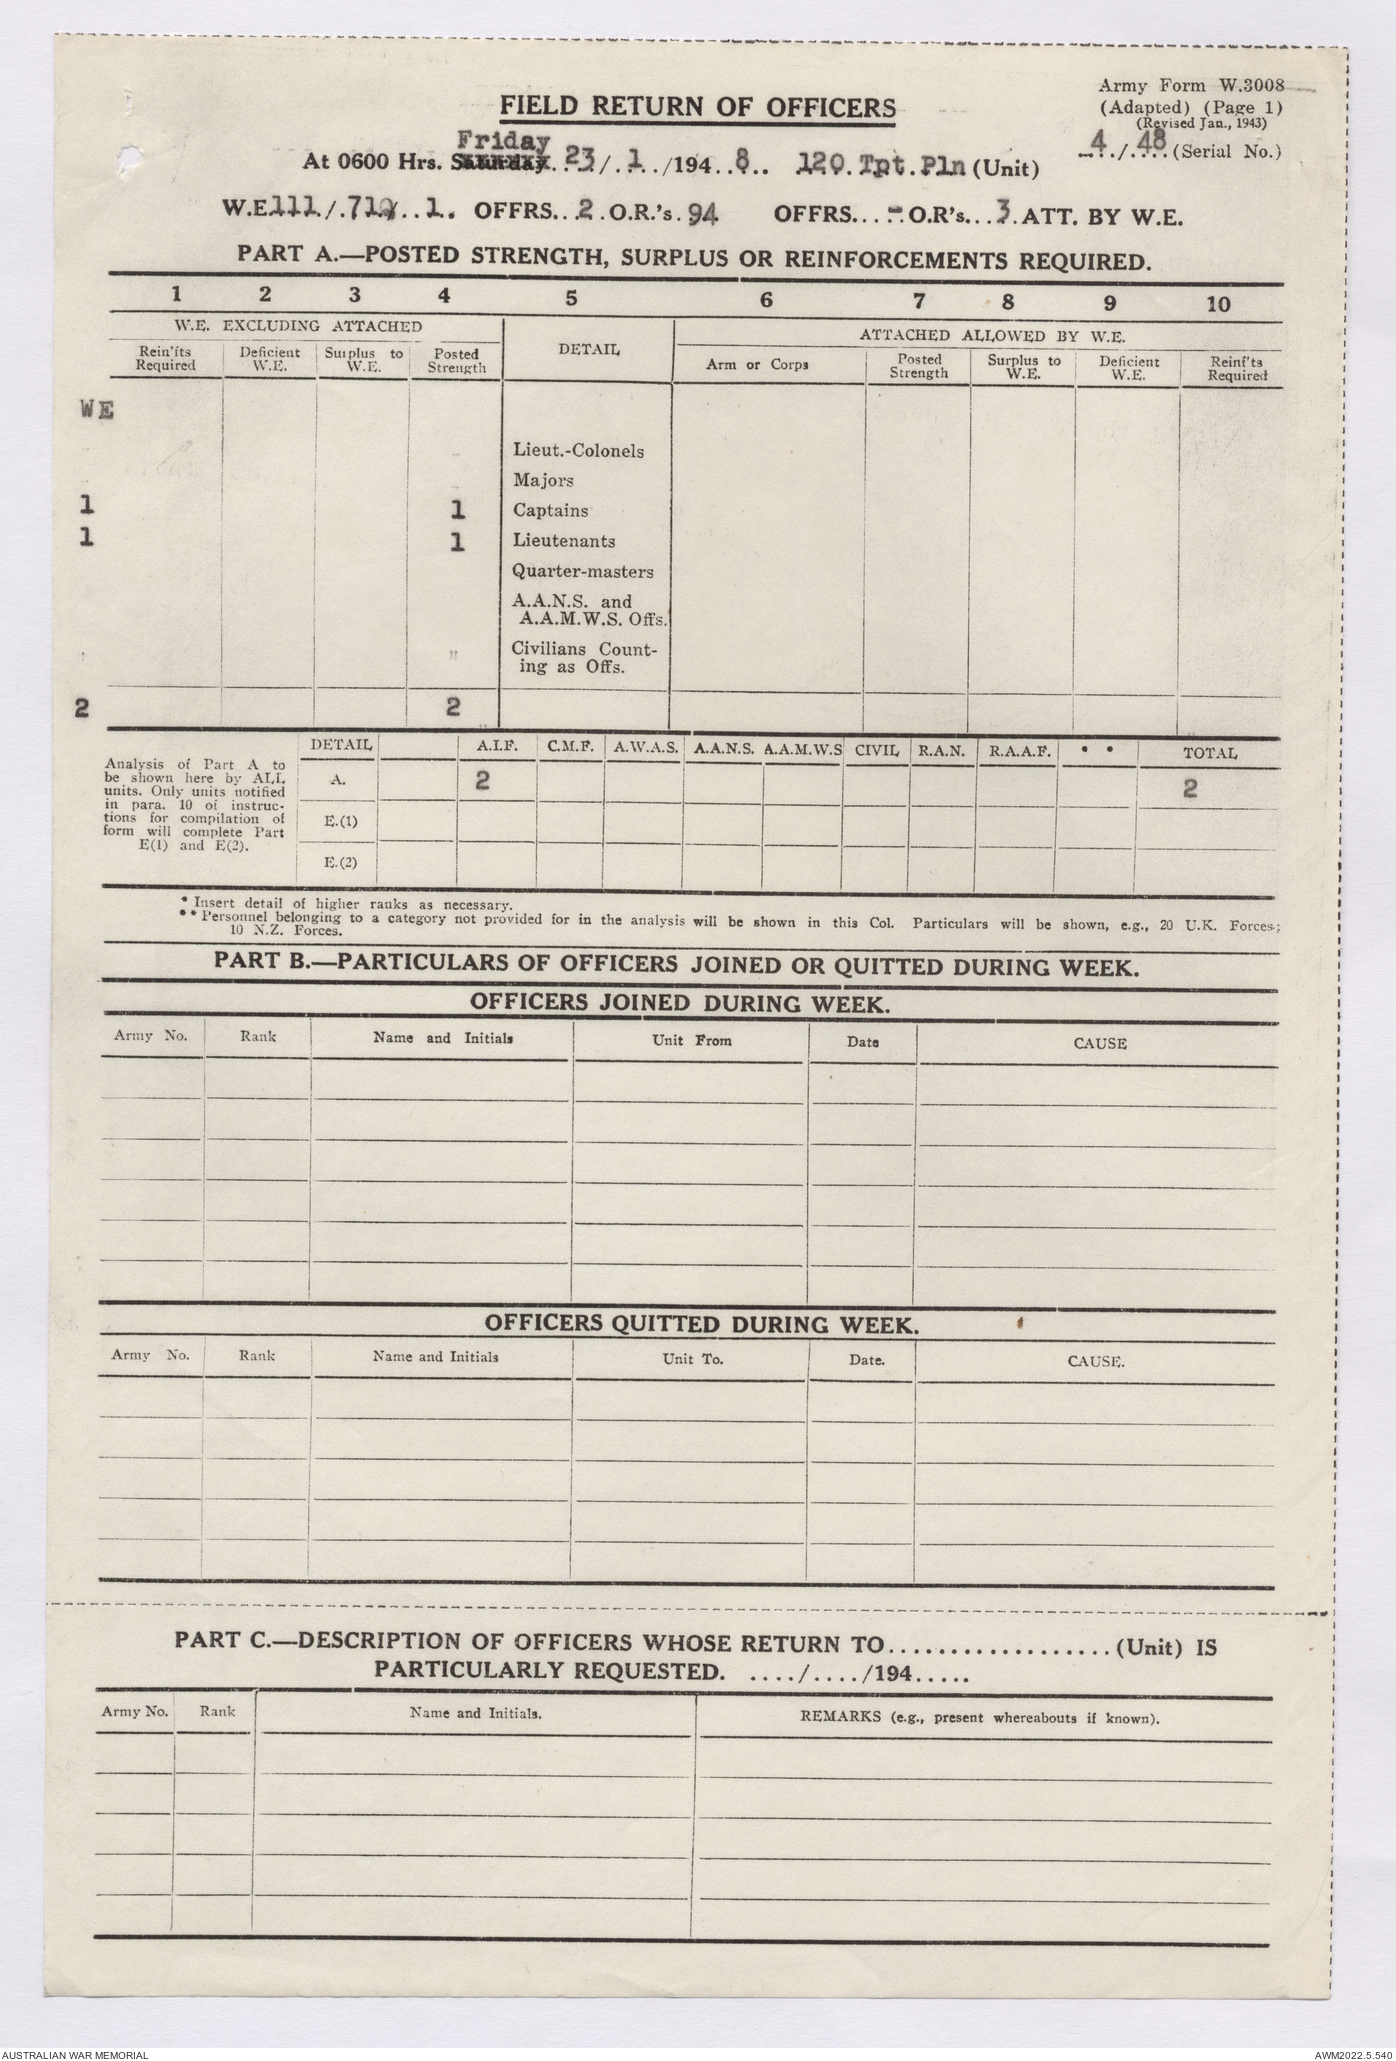 Army Form W.3008
FIELD RETURN OF OFFICERS
(Adapted) (Page 1)
(Revised Jan., 1943)
Friday
4 / 48 (Serial No.)
At 0600 Hrs. Saturday. 23/. 1. /194..8.. 120. Tpt. Pln (Unit)
W.E. 111./. .. 1. OFFRS...2. O.R.'s. 94 OFFRS...-.O.R's...3.ATT. BY W.E.
PART A.—POSTED STRENGTH, SURPLUS OR REINFORCEMENTS REQUIRED.
1 2 3 4 5 6 7 8 9 10
W.E. EXCLUDING ATTACHED DETAIL ATTACHED ALLOWED BY W.E.
Rein'its Required Deficient W.E. Surplus to W.E. Posted Strength Arm or Corps Posted Strength Surplus to W.E. Deficient W.E. Reinf'ts Required
WE
Lieut.-Colonels
Majors
1 1 Captains
1 1 Lieutenants
Quarter-masters
A.A.N.S. and
A.A.M.W.S. Offs.
" Civilians Count-
ing as Offs.
2 2
DETAIL A.I.F. C.M.F. A.W.A.S. A.A.N.S. A.A.M.W.S CIVIL R.A.N. R.A.A.F. * * TOTAL
Analysis of Part A to
be shown here by ALL
units. Only units notified
in para. 10 of instruc-
tions for compilation of
form will complete Part
E(1) and E(2).
A. 2 2
E.(1)
E.(2)
* Insert detail of higher ranks as necessary.
** Personnel belonging to a category not provided for in the analysis will be shown in this Col. Particulars will be shown, e.g., 20 U.K. Forces;
10 N.Z. Forces.
PART B.—PARTICULARS OF OFFICERS JOINED OR QUITTED DURING WEEK.
OFFICERS JOINED DURING WEEK.
Army No. Rank Name and Initials Unit From Date CAUSE
OFFICERS QUITTED DURING WEEK.
Army No. Rank Name and Initials Unit To. Date. CAUSE.
PART C.—DESCRIPTION OF OFFICERS WHOSE RETURN TO.................. (Unit) IS
PARTICULARLY REQUESTED. ..../..../194.....
Army No. Rank Name and Initials. REMARKS (e.g., present whereabouts if known).
AUSTRALIAN WAR MEMORIAL AWM2022.5.540